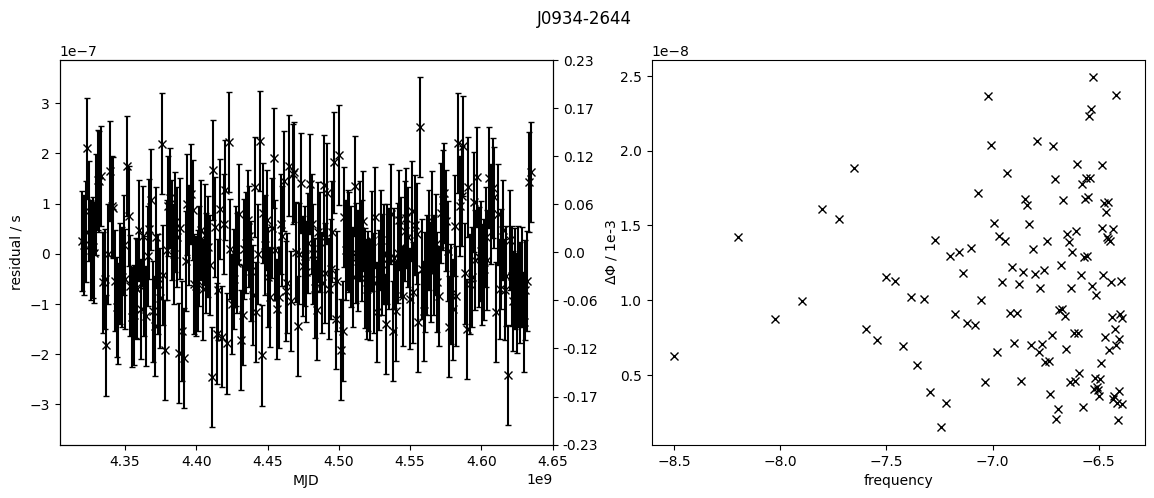 J0934-2644
1e−7
3
2
1
0
−1
−2
−3
residual / s
4.35 4.40 4.45 4.50 4.55 4.60 4.65
MJD
1e9
0.23
0.17
0.12
0.06
0.0
-0.06
-0.12
-0.17
-0.23
ΔΦ / 1e-3
1e−8
2.5
2.0
1.5
1.0
0.5
−8.5 −8.0 −7.5 −7.0 −6.5
frequency